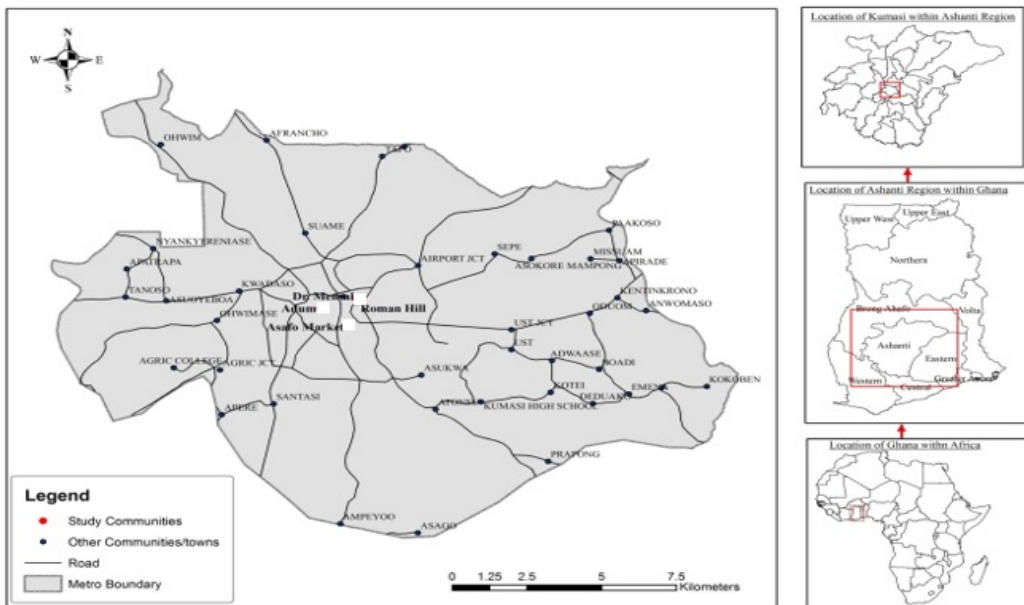 N
W E
S
OHWIM
AFRANCHO
TAFO
SUAME
PAAKOSO
NYANKYERENIASE
SEPE
MISSUAM
APATRAPA
AIRPORT JCT
ASOKORE MAMPONG
APIRADE
TANOSO
ASUOYEBOA
KWADASO
KENTINKRONO
Adum
Roman Hill
ODUOM
ANWOMASO
OHWIMASE
Asafo Market
UST JCT
UST
AGRIC COLLEGE
AGRIC JCT
ASUKWA
ADWAASE
BOADI
KOTEI
EMENA
KOKOBEN
APERE
SANTASI
ATONSU
KUMASI HIGH SCHOOL
DEDUAKO
PRAPONG
AMPEYOO
ASAGO
Legend
Study Communities
Other Communities/towns
Road
Metro Boundary
0 1.25 2.5 5 7.5
Kilometers
Location of Kumasi within Ashanti Region
Location of Ashanti Region within Ghana
Upper West
Upper East
Northern
Brong Ahafo
Volta
Ashanti
Eastern
Western
Central
Greater Accra
Location of Ghana withn Africa